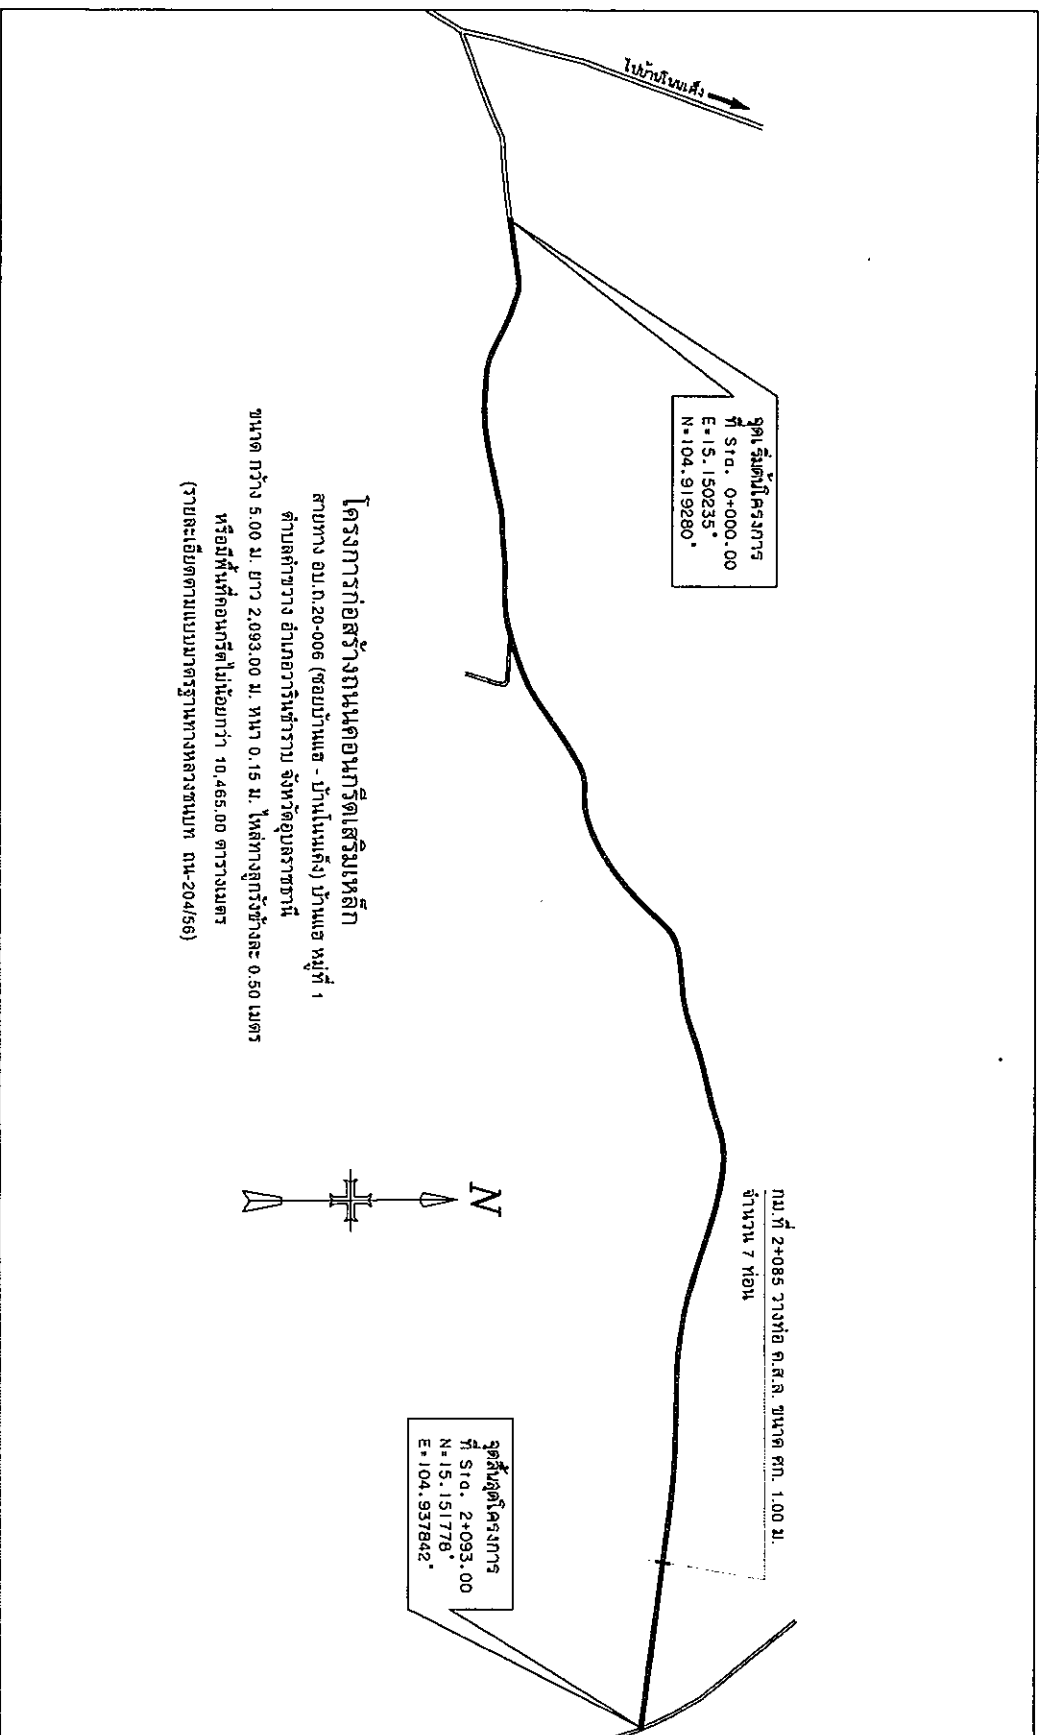 ไปบ้านโนนเค็ง
จุดเริ่มต้นโครงการ
ที่ Sta. 0+000.00
E=15.150235°
N=104.919280°
กม.ที่ 2+085 วางท่อ ค.ส.ล. ขนาด ศก. 1.00 ม.
จำนวน 7 ท่อน
N
จุดสิ้นสุดโครงการ
ที่ Sta. 2+093.00
N=15.151778°
E=104.937842°
โครงการก่อสร้างถนนคอนกรีตเสริมเหล็ก
สายทาง อบ.ถ.20-006 (ซอยบ้านแฮ - บ้านโนนเค็ง) บ้านแฮ หมู่ที่ 1
ตำบลคำขวาง อำเภอวารินชำราบ จังหวัดอุบลราชธานี
ขนาด กว้าง 5.00 ม. ยาว 2,093.00 ม. หนา 0.15 ม. ไหล่ทางลูกรังข้างละ 0.50 เมตร
หรือมีพื้นที่คอนกรีตไม่น้อยกว่า 10,465.00 ตารางเมตร
(รายละเอียดตามแบบมาตรฐานทางหลวงชนบท ถน-204/56)